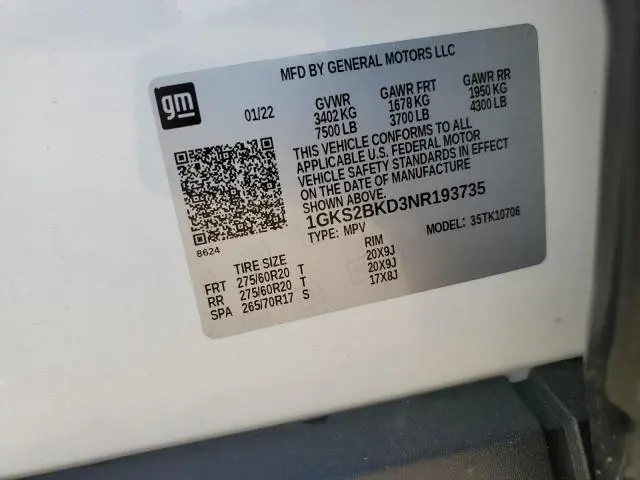 MFD BY GENERAL MOTORS LLC
gm
01/22
GVWR
3402 KG
7500 LB
GAWR FRT
1678 KG
3700 LB
GAWR RR
1950 KG
4300 LB
THIS VEHICLE CONFORMS TO ALL
APPLICABLE U.S. FEDERAL MOTOR
VEHICLE SAFETY STANDARDS IN EFFECT
ON THE DATE OF MANUFACTURE
SHOWN ABOVE.
1GKS2BKD3NR193735
TYPE: MPV
MODEL: 35TK10706
8624
TIRE SIZE
RIM
FRT 275/60R20 T 20X9J
RR 275/60R20 T 20X9J
SPA 265/70R17 S 17X8J